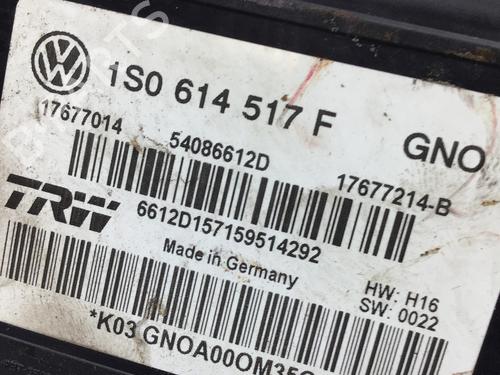 1S0 614 517 F GNO
17677014 54086612D 17677214-B
TRW 6612D157159514292
Made in Germany
HW: H16
SW: 0022
*K03 GNOA00OM35